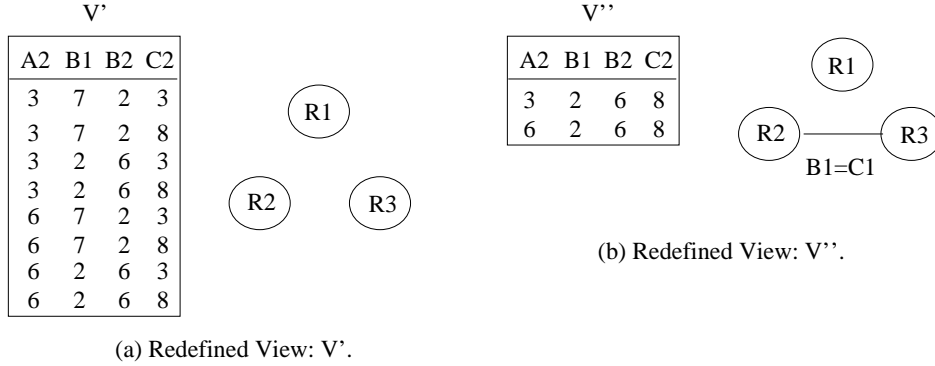 V’
A2 B1 B2 C2
3 7 2 3
3 7 2 8
3 2 6 3
3 2 6 8
6 7 2 3
6 7 2 8
6 2 6 3
6 2 6 8
R1
R2
R3
(a) Redefined View: V’.
V’’
A2 B1 B2 C2
3 2 6 8
6 2 6 8
R1
R2
R3
B1=C1
(b) Redefined View: V’’.